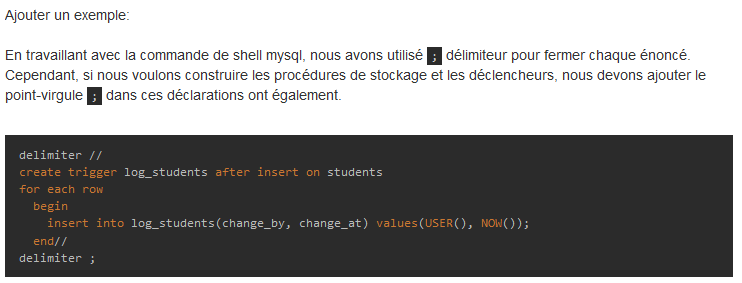 Ajouter un exemple:
En travaillant avec la commande de shell mysql, nous avons utilisé ; délimiteur pour fermer chaque énoncé.
Cependant, si nous voulons construire les procédures de stockage et les déclencheurs, nous devons ajouter le
point-virgule ; dans ces déclarations ont également.
delimiter //
create trigger log_students after insert on students
for each row
begin
insert into log_students(change_by, change_at) values(USER(), NOW());
end//
delimiter ;